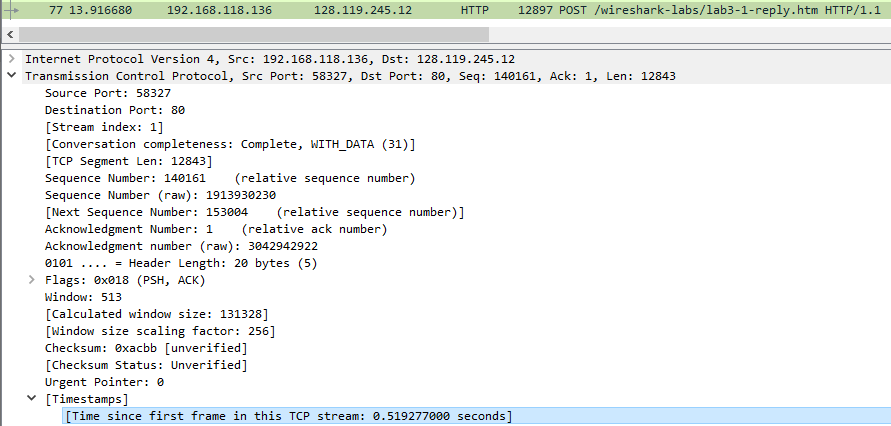 77 13.916680 192.168.118.136 128.119.245.12 HTTP 12897 POST /wireshark-labs/lab3-1-reply.htm HTTP/1.1
Internet Protocol Version 4, Src: 192.168.118.136, Dst: 128.119.245.12
Transmission Control Protocol, Src Port: 58327, Dst Port: 80, Seq: 140161, Ack: 1, Len: 12843
Source Port: 58327
Destination Port: 80
[Stream index: 1]
[Conversation completeness: Complete, WITH_DATA (31)]
[TCP Segment Len: 12843]
Sequence Number: 140161 (relative sequence number)
Sequence Number (raw): 1913930230
[Next Sequence Number: 153004 (relative sequence number)]
Acknowledgment Number: 1 (relative ack number)
Acknowledgment number (raw): 3042942922
0101 .... = Header Length: 20 bytes (5)
Flags: 0x018 (PSH, ACK)
Window: 513
[Calculated window size: 131328]
[Window size scaling factor: 256]
Checksum: 0xacbb [unverified]
[Checksum Status: Unverified]
Urgent Pointer: 0
[Timestamps]
[Time since first frame in this TCP stream: 0.519277000 seconds]